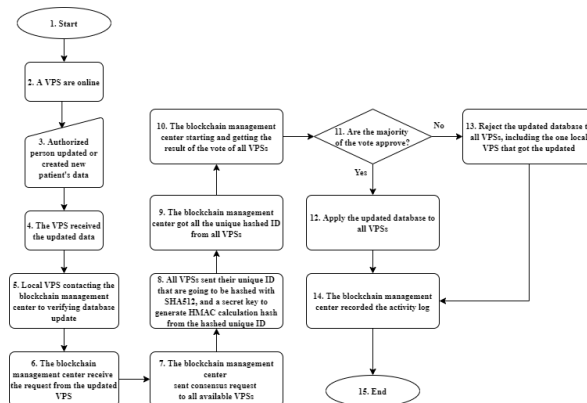 1. Start
2. A VPS are online
3. Authorized
person updated or
created new
patient's data
4. The VPS received
the updated data
5. Local VPS contacting the
blockchain management
center to verifying database
update
6. The blockchain
management center receive
the request from the updated
VPS
7. The blockchain management
center
sent consensus request
to all available VPSs
8. All VPSs sent their unique ID
that are going to be hashed with
SHA512, and a secret key to
generate HMAC calculation hash
from the hashed unique ID
9. The blockchain management
center got all the unique hashed ID
from all VPSs
10. The blockchain management
center starting and getting the
result of the vote of all VPSs
11. Are the majority
of the vote approve?
No
Yes
12. Apply the updated database to
all VPSs
13. Reject the updated database t
all VPSs, including the one local
VPS that got the updated
14. The blockchain management
center recorded the activity log
15. End